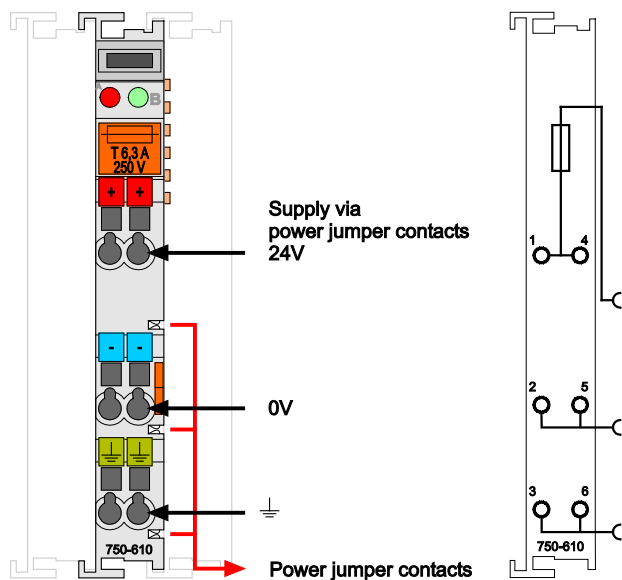 A
B
T 6,3 A
250 V
+ +
Supply via
power jumper contacts
24V
- -
0V
750-610
Power jumper contacts
1 4
2 5
3 6
750-610